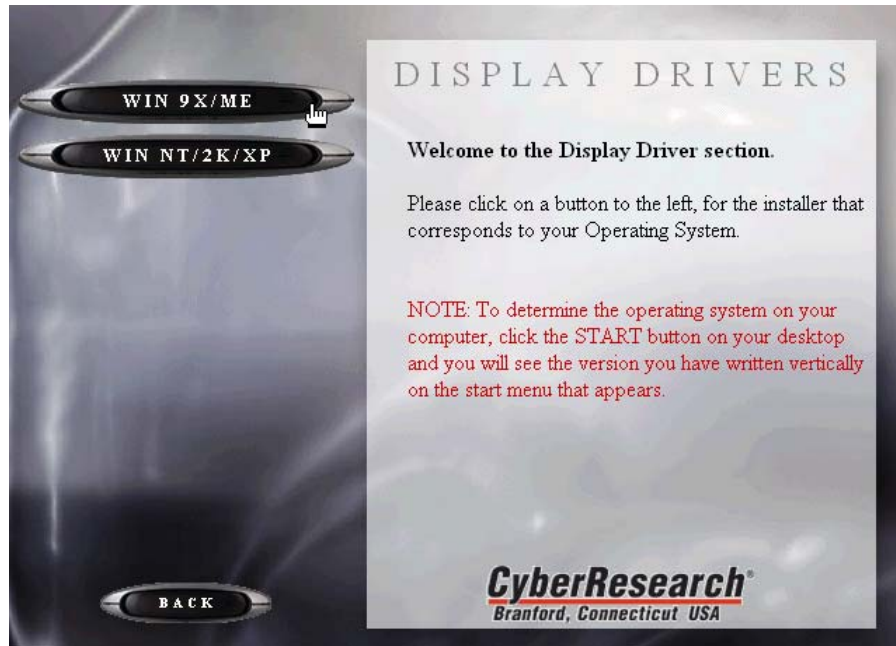 WIN 9X/ME
WIN NT/2K/XP
BACK
DISPLAY DRIVERS
Welcome to the Display Driver section.
Please click on a button to the left, for the installer that
corresponds to your Operating System.
NOTE: To determine the operating system on your
computer, click the START button on your desktop
and you will see the version you have written vertically
on the start menu that appears.
CyberResearch®
Branford, Connecticut USA